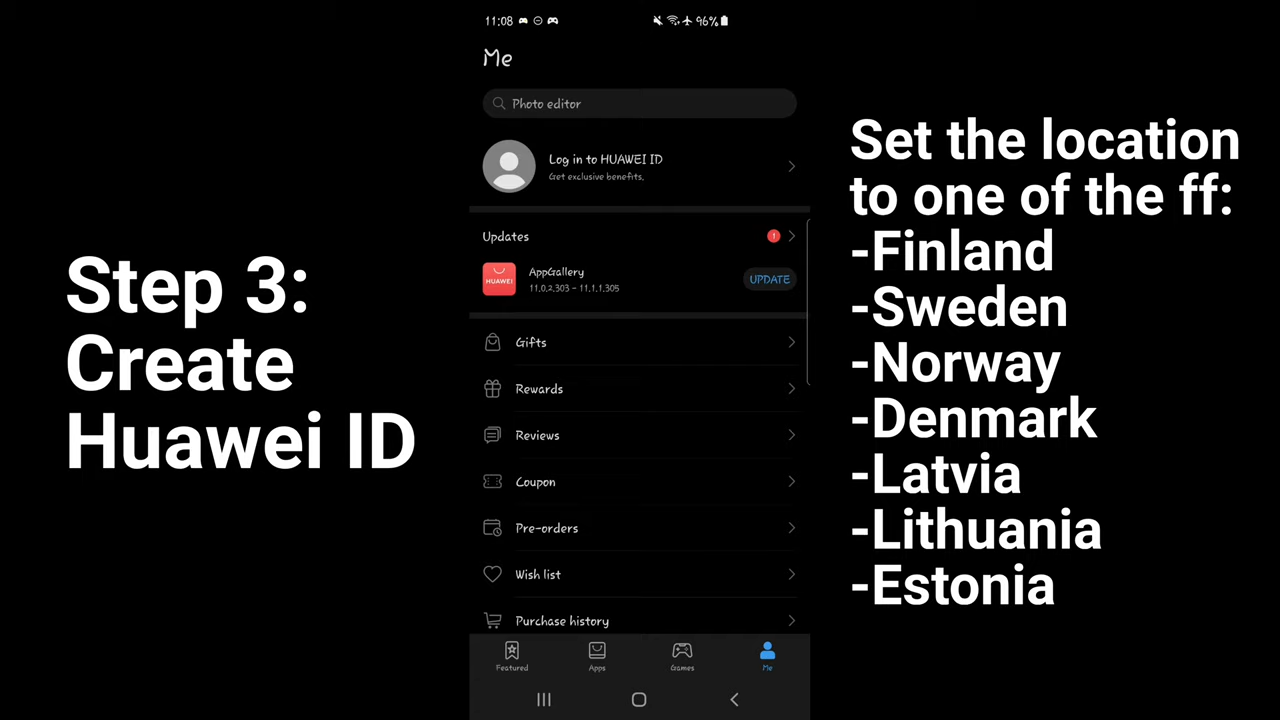 Step 3:
Create
Huawei ID
11:08
96%
Me
Photo editor
Log in to HUAWEI ID
Get exclusive benefits.
Updates
!
HUAWEI
AppGallery
11.0.2.303 - 11.1.1.305
UPDATE
Gifts
Rewards
Reviews
Coupon
Pre-orders
Wish list
Purchase history
Featured
Apps
Games
Me
Set the location
to one of the ff:
-Finland
-Sweden
-Norway
-Denmark
-Latvia
-Lithuania
-Estonia